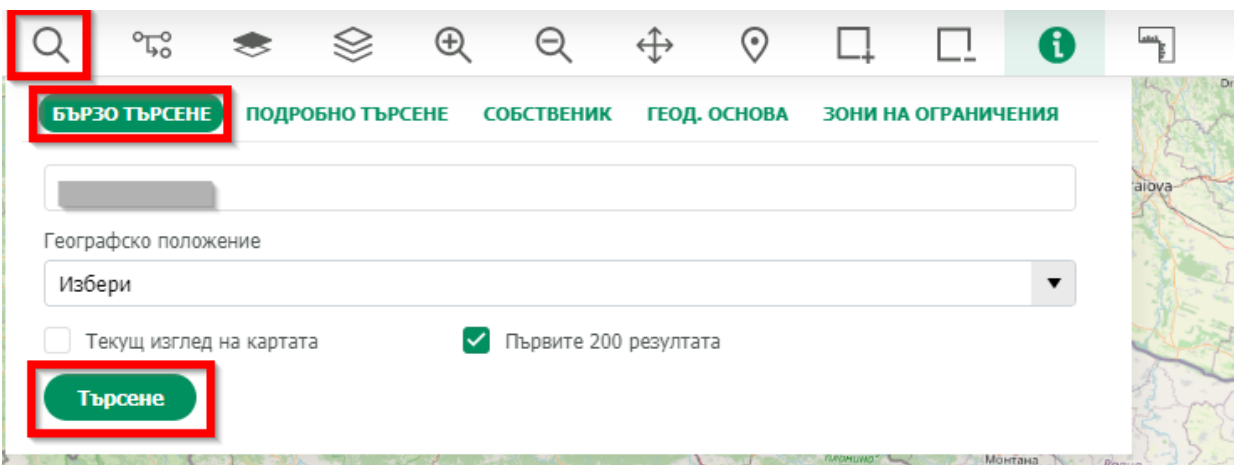 БЪРЗО ТЪРСЕНЕ ПОДРОБНО ТЪРСЕНЕ СОБСТВЕНИК ГЕОД. ОСНОВА ЗОНИ НА ОГРАНИЧЕНИЯ
Географско положение
Избери
Текущ изглед на картата Първите 200 резултата
Търсене
Монтана